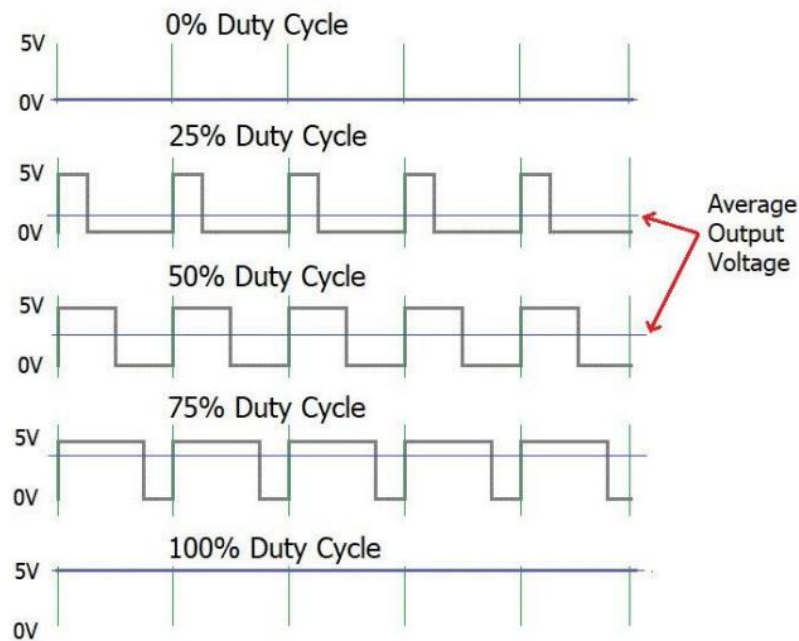 0% Duty Cycle
5V
0V
25% Duty Cycle
5V
0V
Average
Output
Voltage
50% Duty Cycle
5V
0V
75% Duty Cycle
5V
0V
100% Duty Cycle
5V
0V